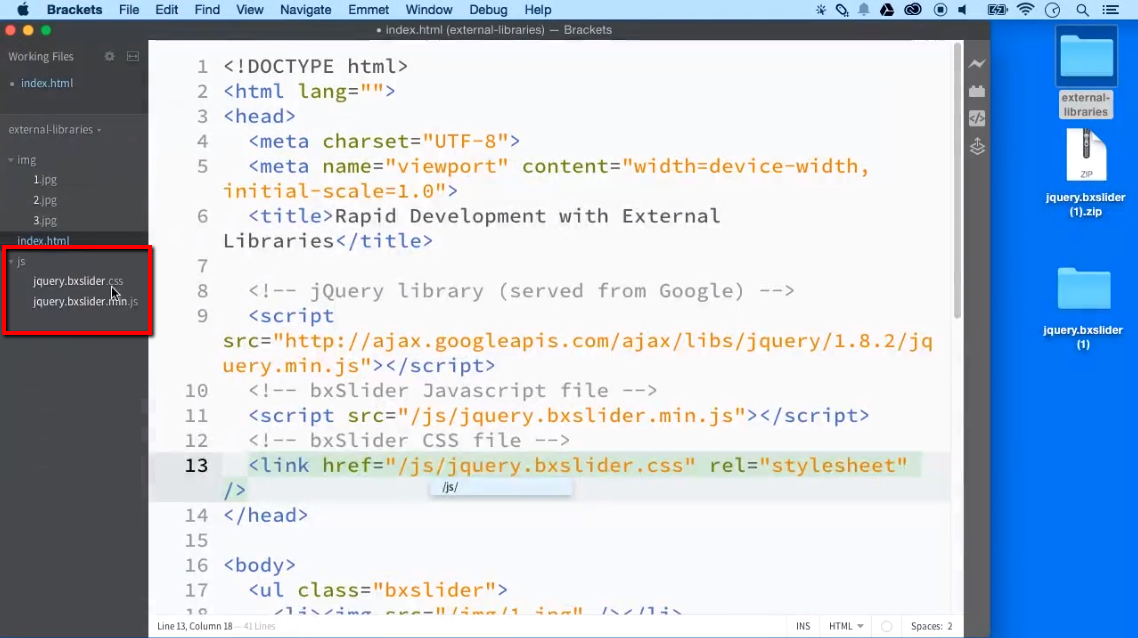 Brackets File Edit Find View Navigate Emmet Window Debug Help
• index.html (external-libraries) — Brackets
Working Files
• index.html
external-libraries
img
1.jpg
2.jpg
3.jpg
index.html
js
jquery.bxslider.css
jquery.bxslider.min.js
1 <!DOCTYPE html>
2 <html lang="">
3 <head>
4 <meta charset="UTF-8">
5 <meta name="viewport" content="width=device-width,
initial-scale=1.0">
6 <title>Rapid Development with External
Libraries</title>
7
8 <!-- jQuery library (served from Google) -->
9 <script
src="http://ajax.googleapis.com/ajax/libs/jquery/1.8.2/jq
uery.min.js"></script>
10 <!-- bxSlider Javascript file -->
11 <script src="/js/jquery.bxslider.min.js"></script>
12 <!-- bxSlider CSS file -->
13 <link href="/js/jquery.bxslider.css" rel="stylesheet"
/>
/js/
14 </head>
15
16 <body>
17 <ul class="bxslider">
18 <li><img src="/img/1.jpg" /></li>
Line 13, Column 18 — 41 Lines
INS HTML Spaces: 2
external-
libraries
ZIP
jquery.bxslider
(1).zip
jquery.bxslider
(1)